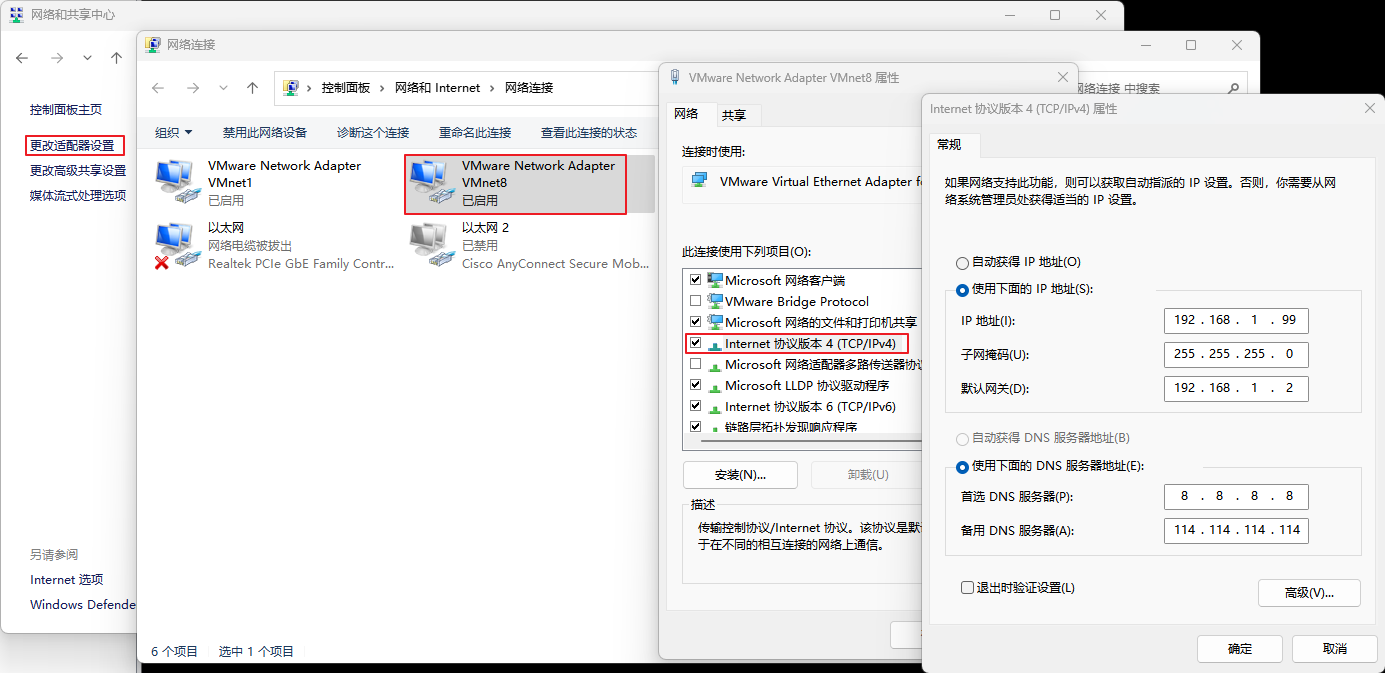 网络和共享中心
控制面板主页
更改适配器设置
更改高级共享设置
媒体流式处理选项
另请参阅
Internet 选项
Windows Defende
网络连接
控制面板 › 网络和 Internet › 网络连接
网络连接 中搜索
组织
禁用此网络设备
诊断这个连接
重命名此连接
查看此连接的状态
VMware Network Adapter
VMnet1
已启用
VMware Network Adapter
VMnet8
已启用
以太网
网络电缆被拔出
Realtek PCIe GbE Family Contr...
以太网 2
已禁用
Cisco AnyConnect Secure Mob...
6 个项目 选中 1 个项目
VMware Network Adapter VMnet8 属性
网络 共享
连接时使用:
VMware Virtual Ethernet Adapter fo
此连接使用下列项目(O):
Microsoft 网络客户端
VMware Bridge Protocol
Microsoft 网络的文件和打印机共享
Internet 协议版本 4 (TCP/IPv4)
Microsoft 网络适配器多路传送器协议
Microsoft LLDP 协议驱动程序
Internet 协议版本 6 (TCP/IPv6)
链路层拓扑发现响应程序
安装(N)... 卸载(U)
描述
传输控制协议/Internet 协议。该协议是默
于在不同的相互连接的网络上通信。
Internet 协议版本 4 (TCP/IPv4) 属性
常规
如果网络支持此功能，则可以获取自动指派的 IP 设置。否则，你需要从网
络系统管理员处获得适当的 IP 设置。
自动获得 IP 地址(O)
使用下面的 IP 地址(S):
IP 地址(I): 192 . 168 . 1 . 99
子网掩码(U): 255 . 255 . 255 . 0
默认网关(D): 192 . 168 . 1 . 2
自动获得 DNS 服务器地址(B)
使用下面的 DNS 服务器地址(E):
首选 DNS 服务器(P): 8 . 8 . 8 . 8
备用 DNS 服务器(A): 114 . 114 . 114 . 114
退出时验证设置(L)
高级(V)...
确定 取消